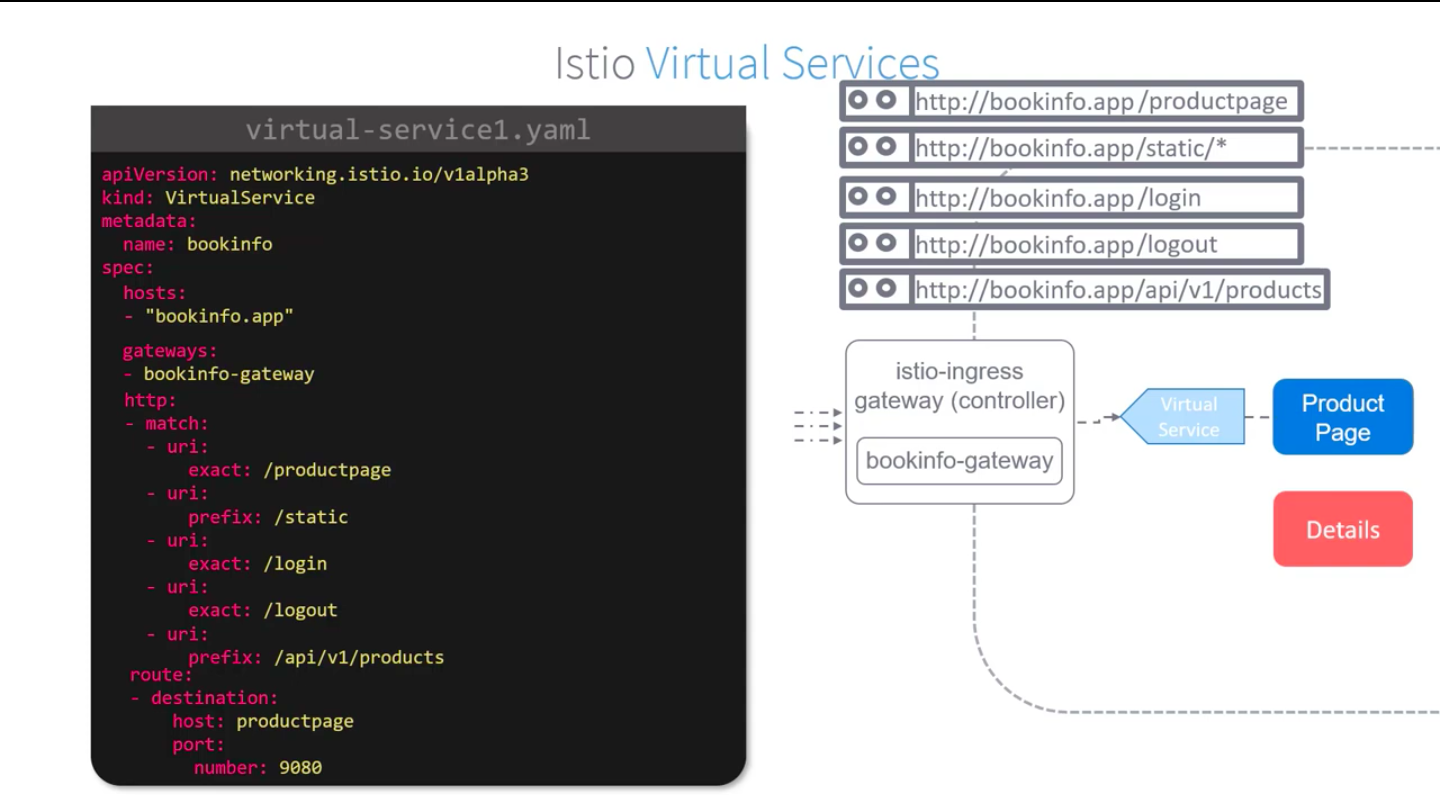 Istio Virtual Services
virtual-service1.yaml
apiVersion: networking.istio.io/v1alpha3
kind: VirtualService
metadata:
  name: bookinfo
spec:
  hosts:
  - "bookinfo.app"
  gateways:
  - bookinfo-gateway
  http:
  - match:
    - uri:
        exact: /productpage
    - uri:
        prefix: /static
    - uri:
        exact: /login
    - uri:
        exact: /logout
    - uri:
        prefix: /api/v1/products
   route:
   - destination:
       host: productpage
       port:
         number: 9080
http://bookinfo.app/productpage
http://bookinfo.app/static/*
http://bookinfo.app/login
http://bookinfo.app/logout
http://bookinfo.app/api/v1/products
istio-ingress
gateway (controller)
bookinfo-gateway
Virtual
Service
Product
Page
Details